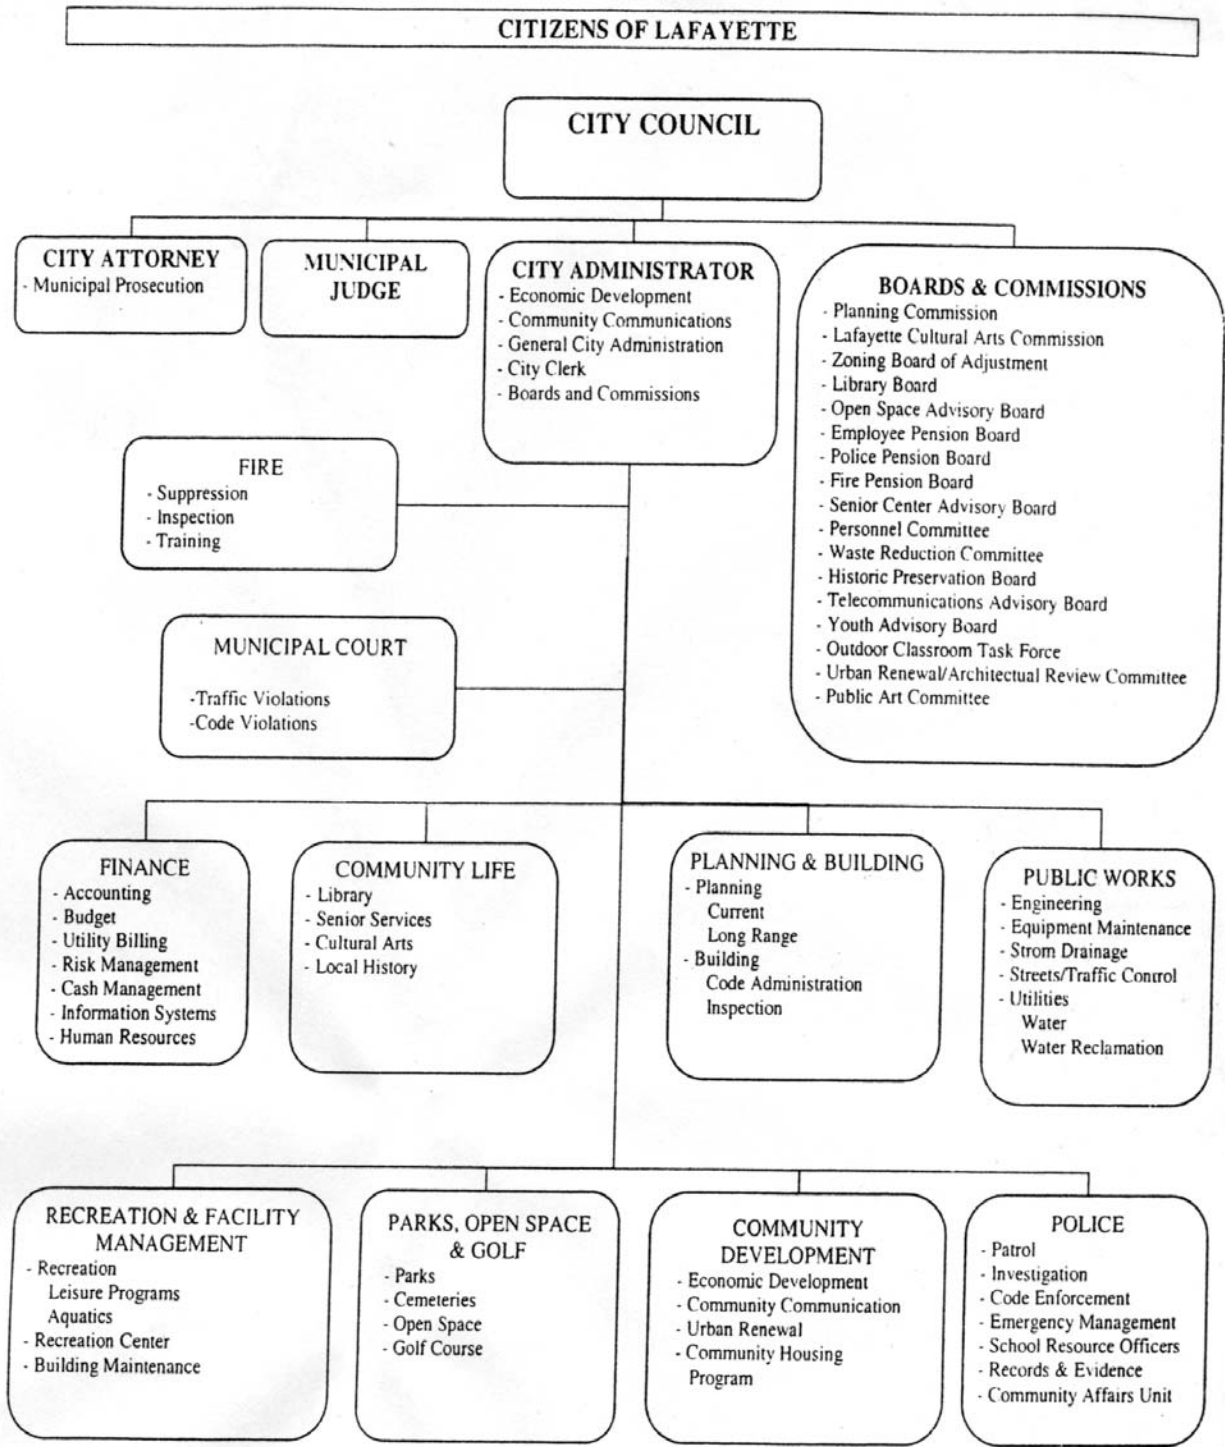 CITIZENS OF LAFAYETTE
CITY COUNCIL
CITY ATTORNEY
- Municipal Prosecution
MUNICIPAL
JUDGE
CITY ADMINISTRATOR
- Economic Development
- Community Communications
- General City Administration
- City Clerk
- Boards and Commissions
BOARDS & COMMISSIONS
- Planning Commission
- Lafayette Cultural Arts Commission
- Zoning Board of Adjustment
- Library Board
- Open Space Advisory Board
- Employee Pension Board
- Police Pension Board
- Fire Pension Board
- Senior Center Advisory Board
- Personnel Committee
- Waste Reduction Committee
- Historic Preservation Board
- Telecommunications Advisory Board
- Youth Advisory Board
- Outdoor Classroom Task Force
- Urban Renewal/Architectual Review Committee
- Public Art Committee
FIRE
- Suppression
- Inspection
- Training
MUNICIPAL COURT
-Traffic Violations
-Code Violations
FINANCE
- Accounting
- Budget
- Utility Billing
- Risk Management
- Cash Management
- Information Systems
- Human Resources
COMMUNITY LIFE
- Library
- Senior Services
- Cultural Arts
- Local History
PLANNING & BUILDING
- Planning
Current
Long Range
- Building
Code Administration
Inspection
PUBLIC WORKS
- Engineering
- Equipment Maintenance
- Strom Drainage
- Streets/Traffic Control
- Utilities
Water
Water Reclamation
RECREATION & FACILITY
MANAGEMENT
- Recreation
Leisure Programs
Aquatics
- Recreation Center
- Building Maintenance
PARKS, OPEN SPACE
& GOLF
- Parks
- Cemeteries
- Open Space
- Golf Course
COMMUNITY
DEVELOPMENT
- Economic Development
- Community Communication
- Urban Renewal
- Community Housing
Program
POLICE
- Patrol
- Investigation
- Code Enforcement
- Emergency Management
- School Resource Officers
- Records & Evidence
- Community Affairs Unit